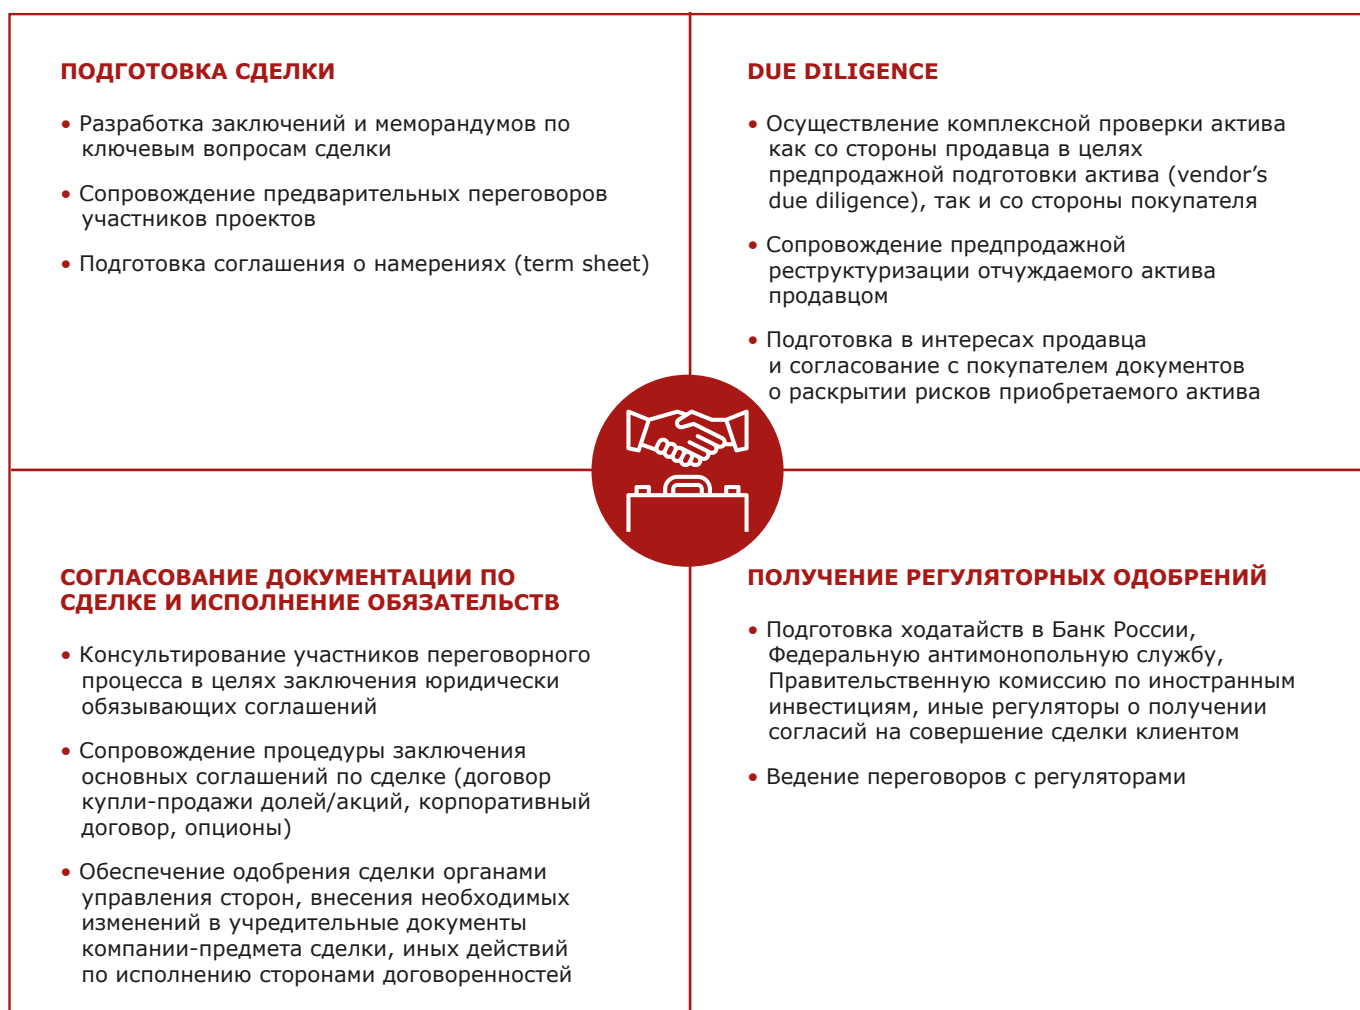 ПОДГОТОВКА СДЕЛКИ
• Разработка заключений и меморандумов по
ключевым вопросам сделки
• Сопровождение предварительных переговоров
участников проектов
• Подготовка соглашения о намерениях (term sheet)
DUE DILIGENCE
• Осуществление комплексной проверки актива
как со стороны продавца в целях
предпродажной подготовки актива (vendor’s
due diligence), так и со стороны покупателя
• Сопровождение предпродажной
реструктуризации отчуждаемого актива
продавцом
• Подготовка в интересах продавца
и согласование с покупателем документов
о раскрытии рисков приобретаемого актива
СОГЛАСОВАНИЕ ДОКУМЕНТАЦИИ ПО
СДЕЛКЕ И ИСПОЛНЕНИЕ ОБЯЗАТЕЛЬСТВ
• Консультирование участников переговорного
процесса в целях заключения юридически
обязывающих соглашений
• Сопровождение процедуры заключения
основных соглашений по сделке (договор
купли-продажи долей/акций, корпоративный
договор, опционы)
• Обеспечение одобрения сделки органами
управления сторон, внесения необходимых
изменений в учредительные документы
компании-предмета сделки, иных действий
по исполнению сторонами договоренностей
ПОЛУЧЕНИЕ РЕГУЛЯТОРНЫХ ОДОБРЕНИЙ
• Подготовка ходатайств в Банк России,
Федеральную антимонопольную службу,
Правительственную комиссию по иностранным
инвестициям, иные регуляторы о получении
согласий на совершение сделки клиентом
• Ведение переговоров с регуляторами